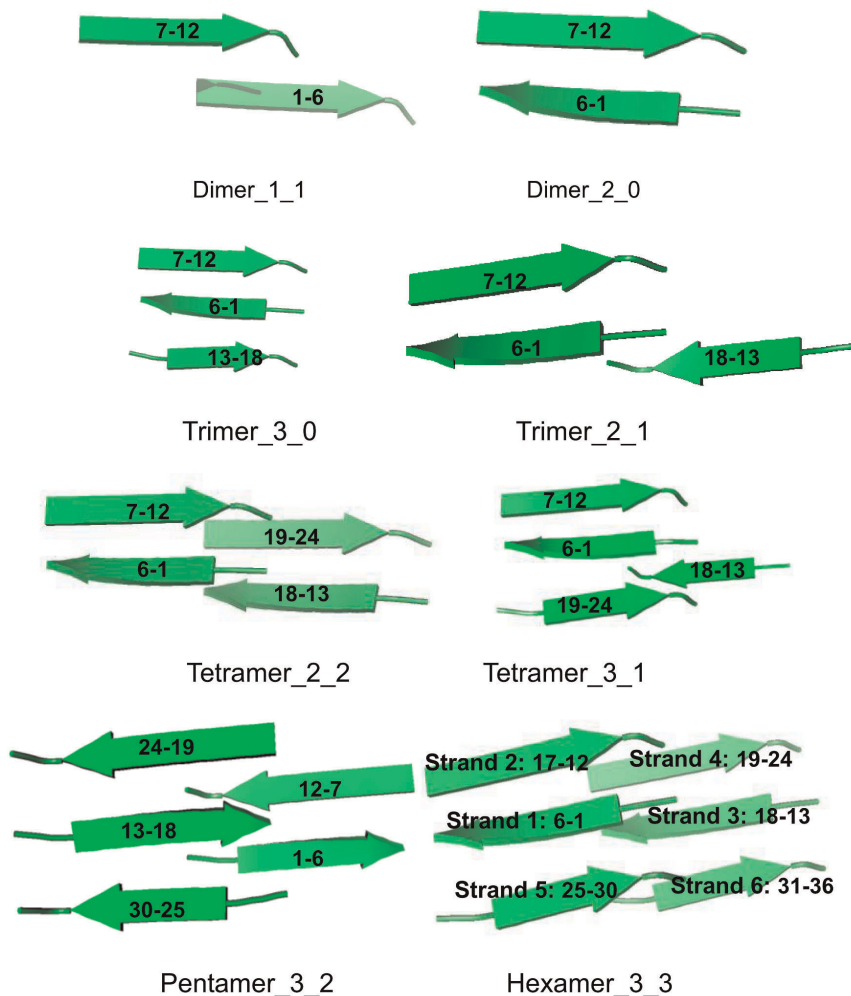 7-12
1-6
Dimer_1_1
7-12
6-1
Dimer_2_0
7-12
6-1
13-18
Trimer_3_0
7-12
6-1
18-13
Trimer_2_1
7-12
19-24
6-1
18-13
Tetramer_2_2
7-12
6-1
18-13
19-24
Tetramer_3_1
24-19
12-7
13-18
1-6
30-25
Pentamer_3_2
Strand 2: 17-12
Strand 4: 19-24
Strand 1: 6-1
Strand 3: 18-13
Strand 5: 25-30
Strand 6: 31-36
Hexamer_3_3